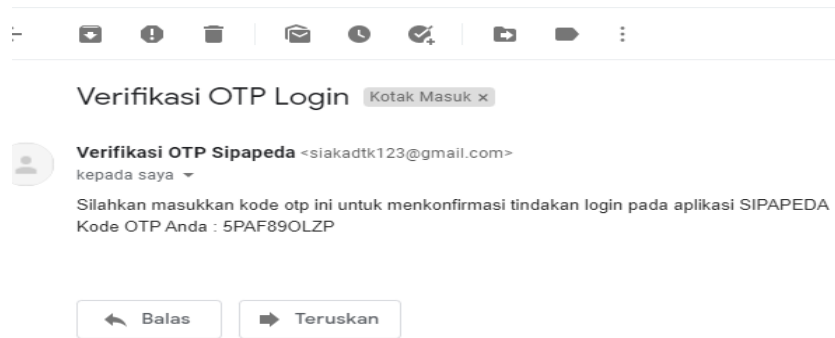 Verifikasi OTP Login Kotak Masuk x
Verifikasi OTP Sipapeda <siakadtk123@gmail.com>
kepada saya
Silahkan masukkan kode otp ini untuk menkonfirmasi tindakan login pada aplikasi SIPAPEDA
Kode OTP Anda : 5PAF89OLZP
Balas Teruskan